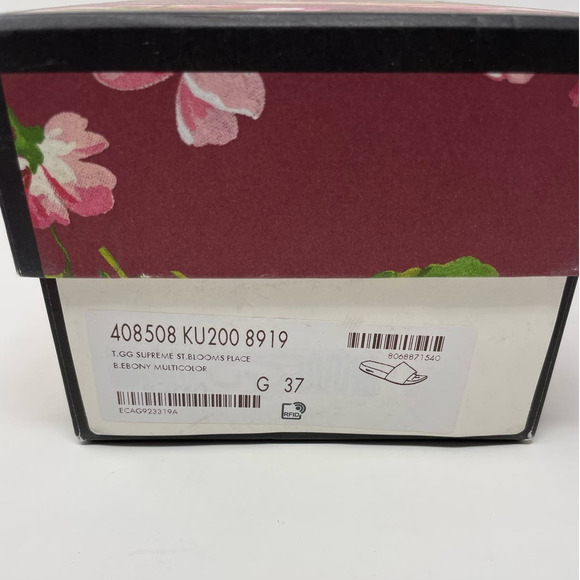 408508 KU200 8919
T.GG SUPREME ST.BLOOMS PLACE
B.EBONY MULTICOLOR
8068871540
G 37
ECAG923319A
RFID